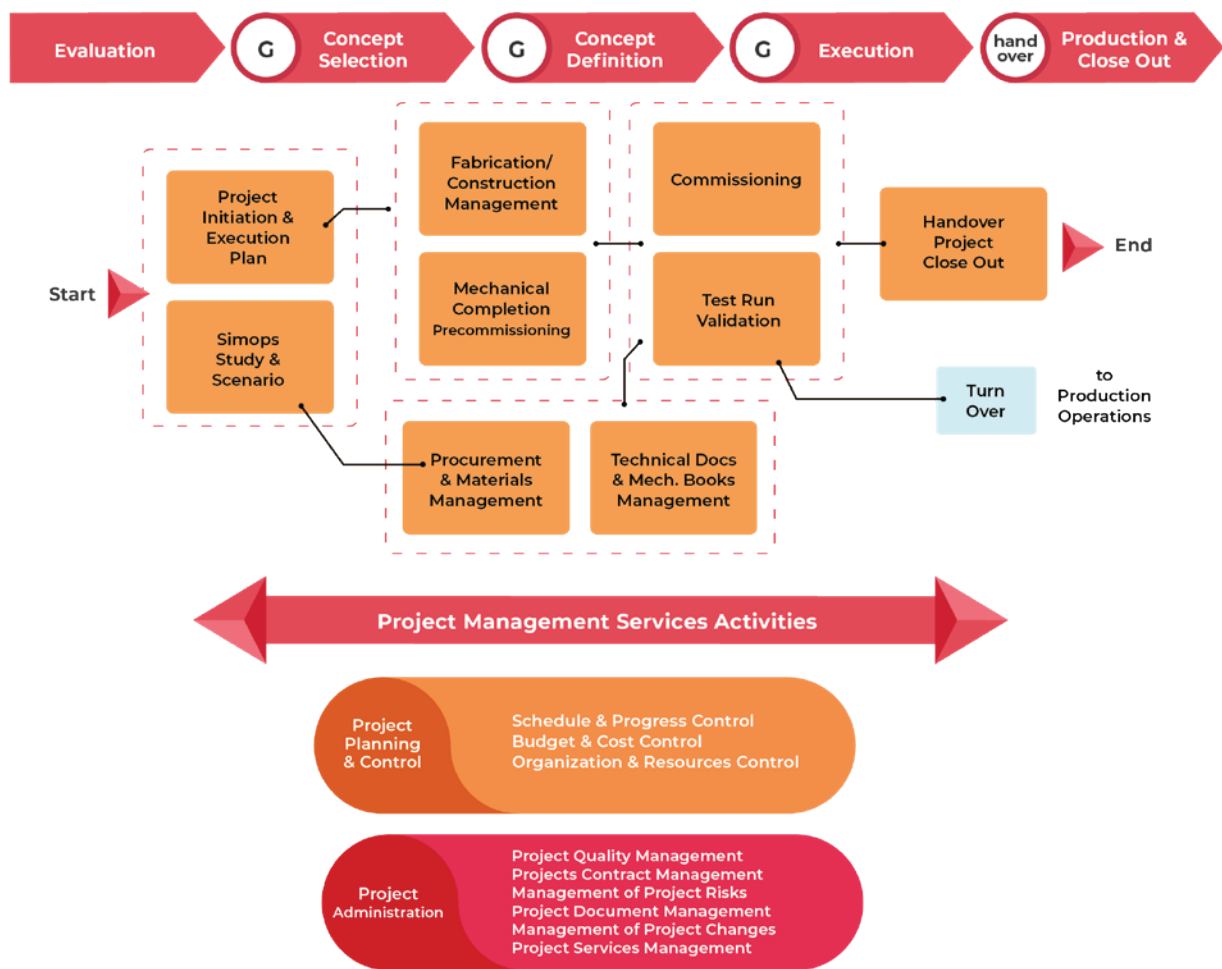 Evaluation
G
Concept
Selection
G
Concept
Definition
G
Execution
hand
over
Production &
Close Out
Start
Project
Initiation &
Execution
Plan
Simops
Study &
Scenario
Fabrication/
Construction
Management
Mechanical
Completion
Precommissioning
Commissioning
Test Run
Validation
Handover
Project
Close Out
End
Turn
Over
to
Production
Operations
Procurement
& Materials
Management
Technical Docs
& Mech. Books
Management
Project Management Services Activities
Project
Planning
& Control
Schedule & Progress Control
Budget & Cost Control
Organization & Resources Control
Project
Administration
Project Quality Management
Projects Contract Management
Management of Project Risks
Project Document Management
Management of Project Changes
Project Services Management